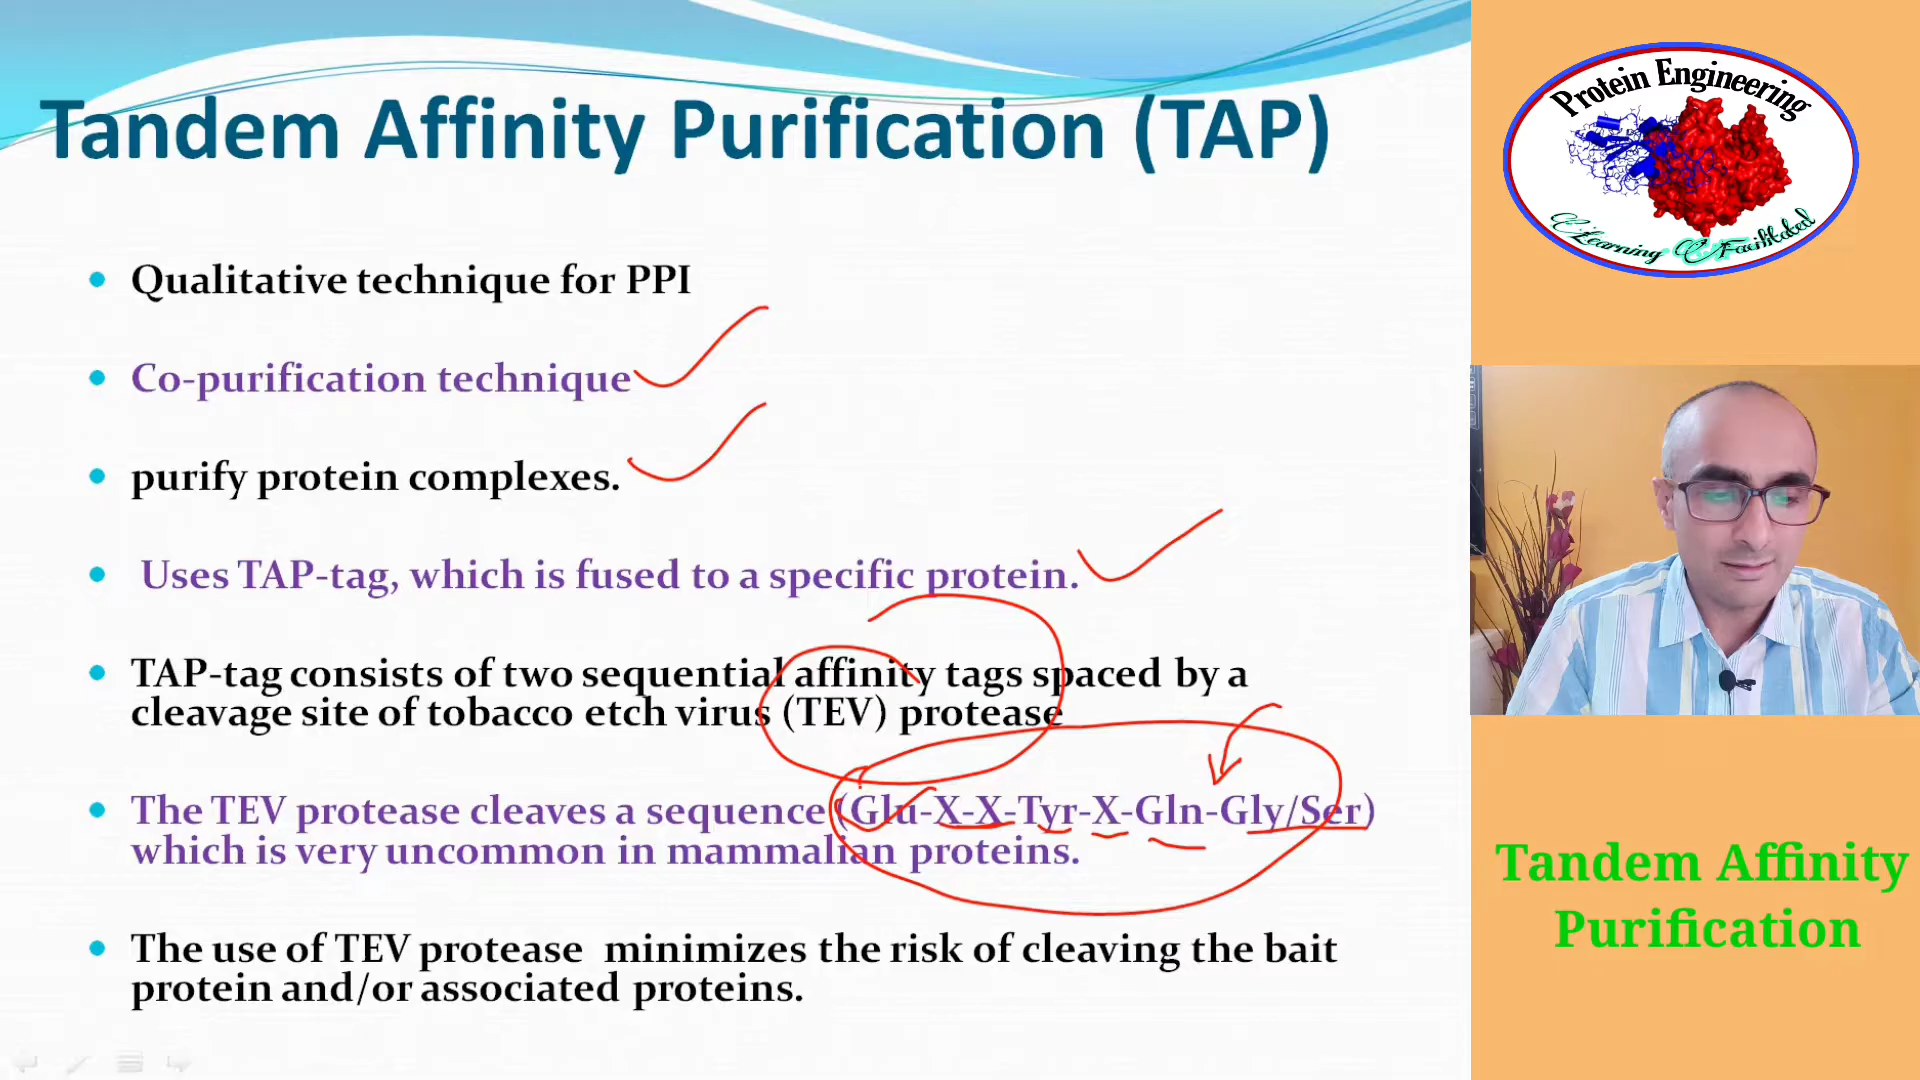 Tandem Affinity Purification (TAP)
Qualitative technique for PPI
Co-purification technique
purify protein complexes.
Uses TAP-tag, which is fused to a specific protein.
TAP-tag consists of two sequential affinity tags spaced by a
cleavage site of tobacco etch virus (TEV) protease
The TEV protease cleaves a sequence (Glu-X-X-Tyr-X-Gln-Gly/Ser)
which is very uncommon in mammalian proteins.
The use of TEV protease minimizes the risk of cleaving the bait
protein and/or associated proteins.
Protein Engineering
Learning Facilitated
Tandem Affinity
Purification